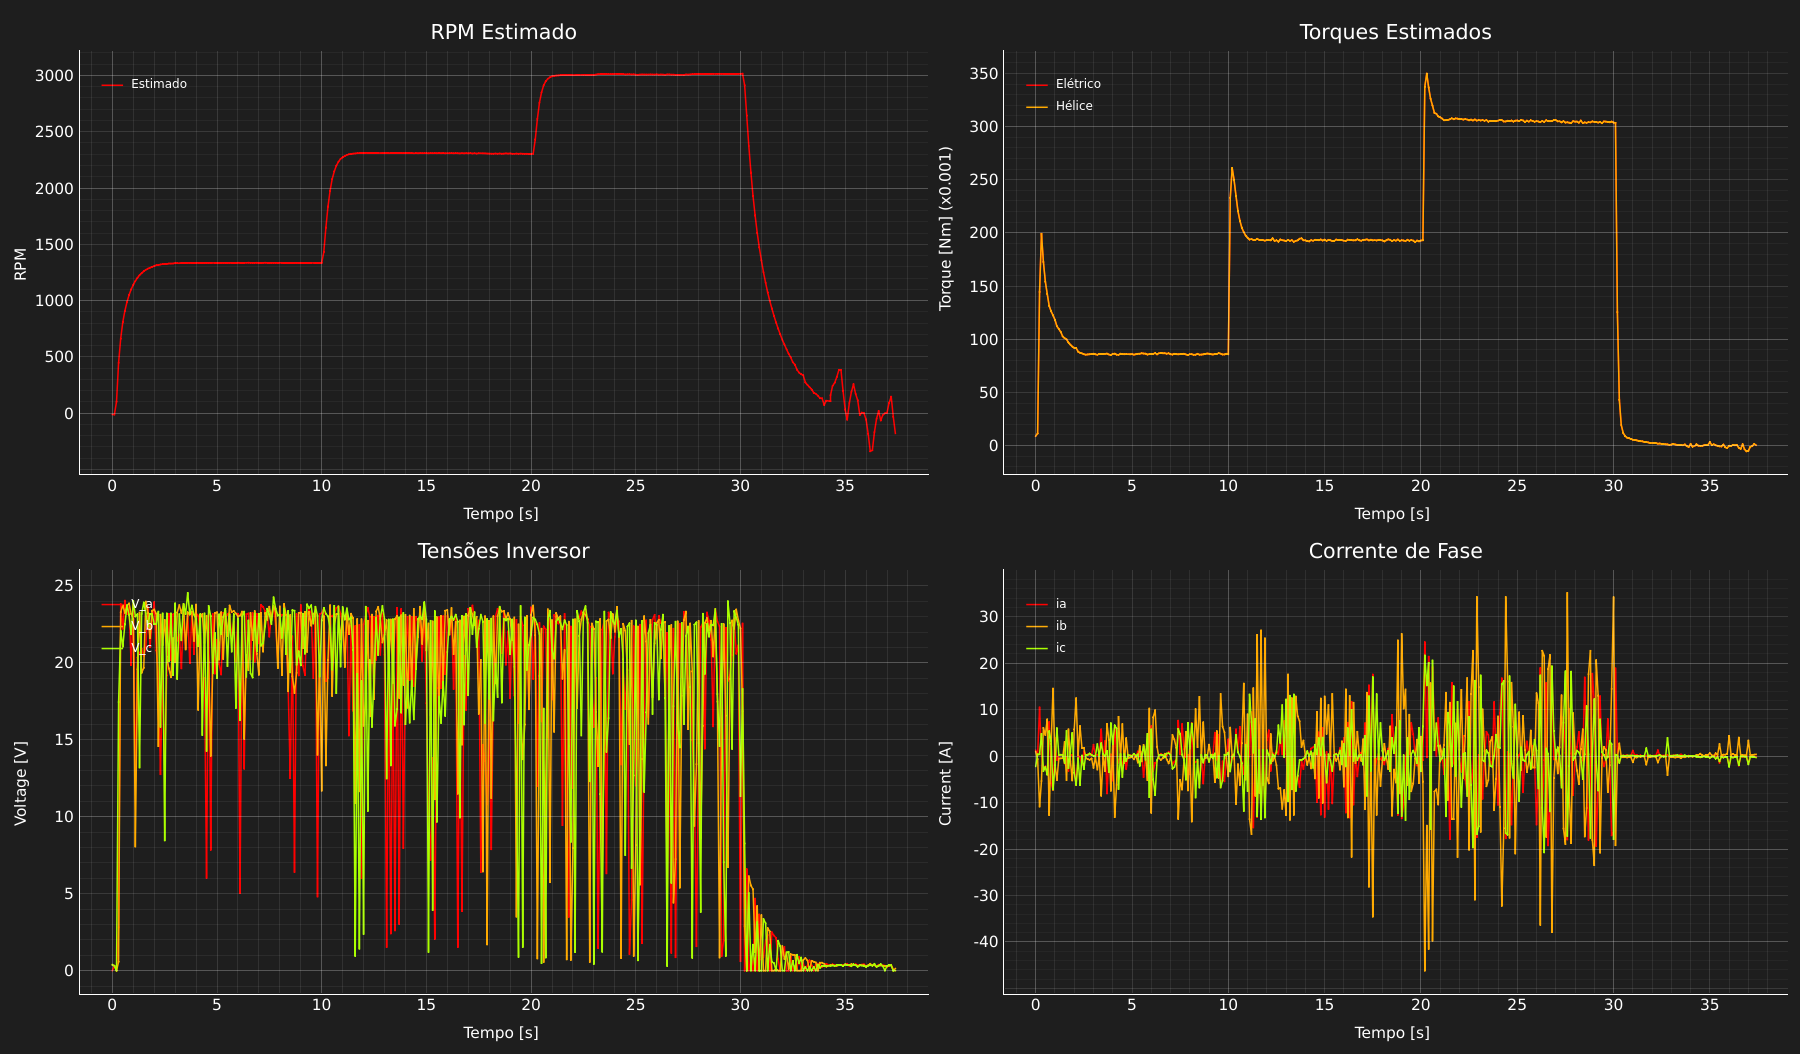 RPM Estimado
Estimado
RPM
3000
2500
2000
1500
1000
500
0
0 5 10 15 20 25 30 35
Tempo [s]
Torques Estimados
Elétrico
Hélice
Torque [Nm] (x0.001)
350
300
250
200
150
100
50
0
0 5 10 15 20 25 30 35
Tempo [s]
Tensões Inversor
V_a
V_b
V_c
Voltage [V]
25
20
15
10
5
0
0 5 10 15 20 25 30 35
Tempo [s]
Corrente de Fase
ia
ib
ic
Current [A]
30
20
10
0
-10
-20
-30
-40
0 5 10 15 20 25 30 35
Tempo [s]